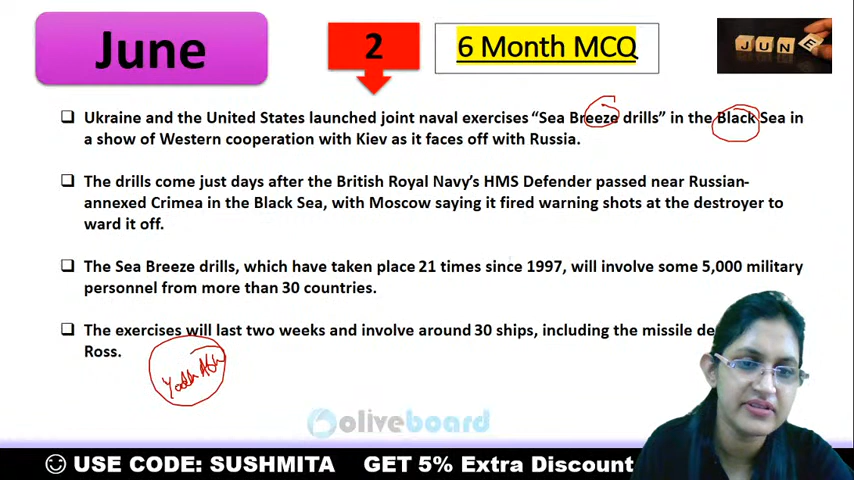 June
2
6 Month MCQ
JUNE
❑ Ukraine and the United States launched joint naval exercises “Sea Breeze drills” in the Black Sea in
a show of Western cooperation with Kiev as it faces off with Russia.
❑ The drills come just days after the British Royal Navy’s HMS Defender passed near Russian-
annexed Crimea in the Black Sea, with Moscow saying it fired warning shots at the destroyer to
ward it off.
❑ The Sea Breeze drills, which have taken place 21 times since 1997, will involve some 5,000 military
personnel from more than 30 countries.
❑ The exercises will last two weeks and involve around 30 ships, including the missile de
Ross.
oliveboard
USE CODE: SUSHMITA GET 5% Extra Discount